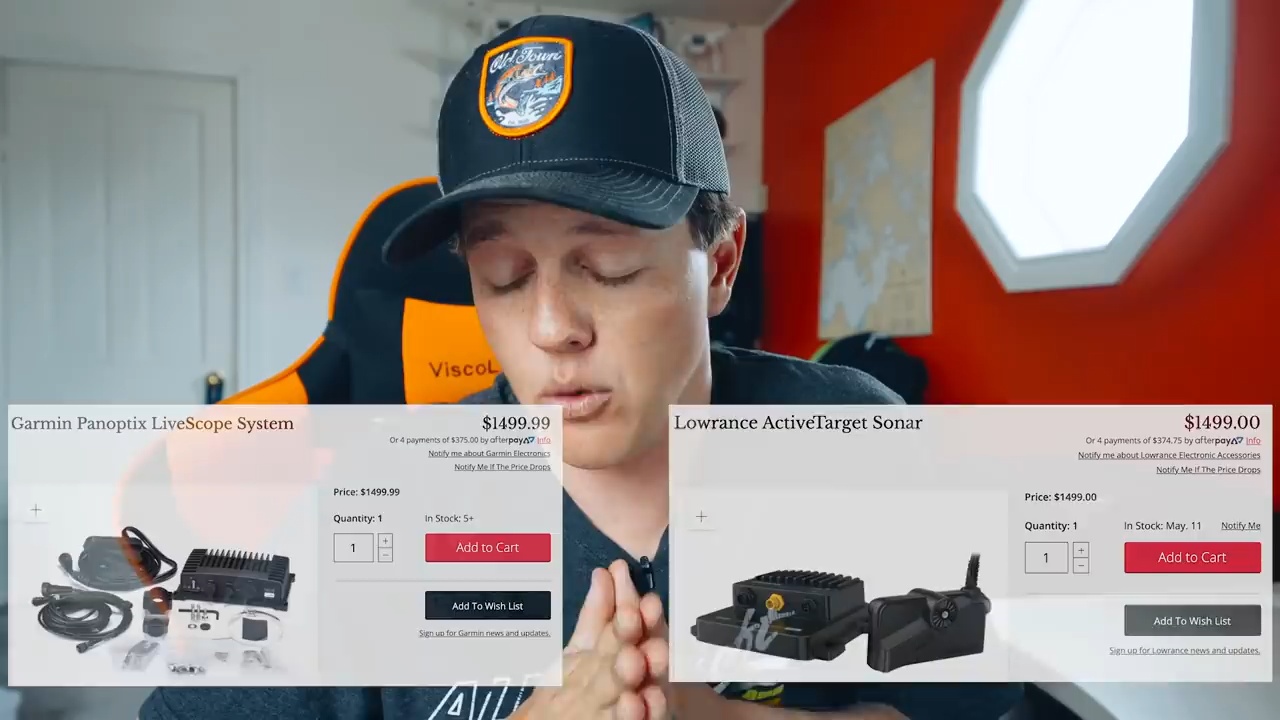 Old Town
ViscoL
Garmin Panoptix LiveScope System
$1499.99
Or 4 payments of $375.00 by afterpay Info
Notify me about Garmin Electronics
Notify Me If The Price Drops
Price: $1499.99
Quantity: 1
In Stock: 5+
1
+
−
Add to Cart
Add To Wish List
Sign up for Garmin news and updates.
Lowrance ActiveTarget Sonar
$1499.00
Or 4 payments of $374.75 by afterpay Info
Notify me about Lowrance Electronic Accessories
Notify Me If The Price Drops
Price: $1499.00
Quantity: 1
In Stock: May. 11
Notify Me
1
+
−
Add to Cart
Add To Wish List
Sign up for Lowrance news and updates.